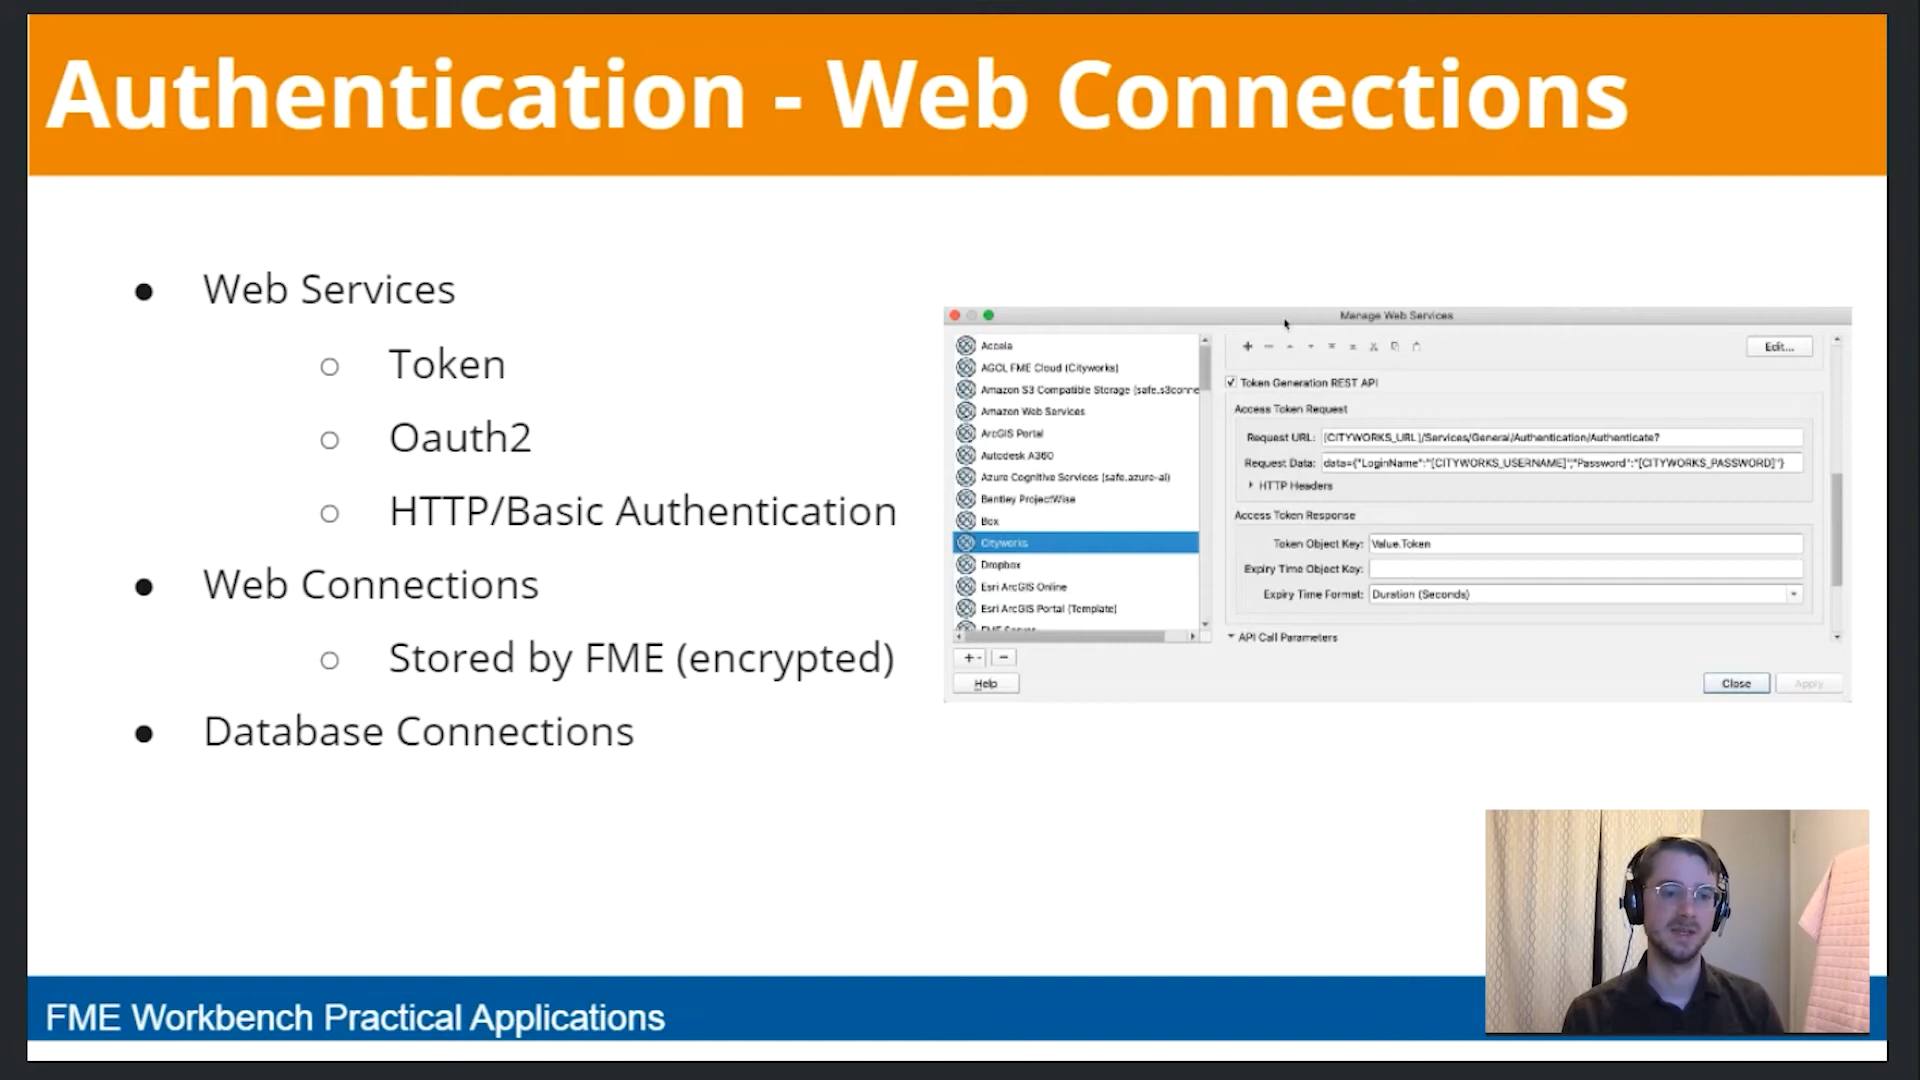 Authentication - Web Connections
● Web Services
○ Token
○ Oauth2
○ HTTP/Basic Authentication
● Web Connections
○ Stored by FME (encrypted)
● Database Connections
Manage Web Services
Accela
AGCL FME Cloud (Cityworks)
Amazon S3 Compatible Storage (safe.s3conne
Amazon Web Services
ArcGIS Portal
Autodesk A360
Azure Cognitive Services (safe.azure-ai)
Bentley ProjectWise
Box
Cityworks
Dropbox
Esri ArcGIS Online
Esri ArcGIS Portal (Template)
FME Server
Help
Edit...
Token Generation REST API
Access Token Request
Request URL: [CITYWORKS_URL]/Services/General/Authentication/Authenticate?
Request Data: data={"LoginName":"[CITYWORKS_USERNAME]","Password":"[CITYWORKS_PASSWORD]"}
HTTP Headers
Access Token Response
Token Object Key: Value.Token
Expiry Time Object Key:
Expiry Time Format: Duration (Seconds)
API Call Parameters
Close Apply
FME Workbench Practical Applications